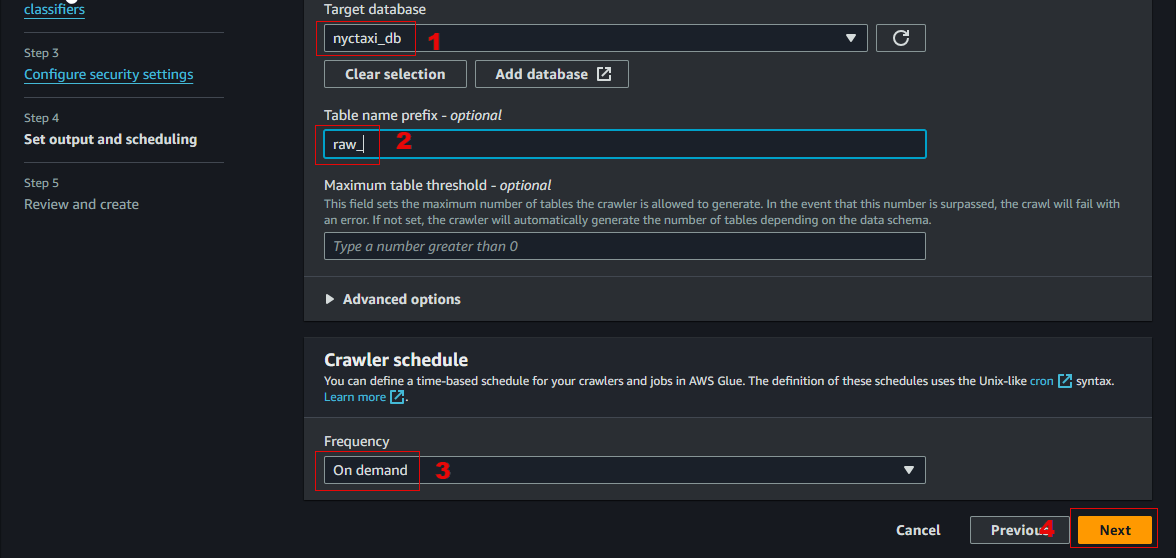 classifiers
Step 3
Configure security settings
Step 4
Set output and scheduling
Step 5
Review and create
Target database
nyctaxi_db
1
Clear selection
Add database
Table name prefix - optional
raw_
2
Maximum table threshold - optional
This field sets the maximum number of tables the crawler is allowed to generate. In the event that this number is surpassed, the crawl will fail with
an error. If not set, the crawler will automatically generate the number of tables depending on the data schema.
Type a number greater than 0
Advanced options
Crawler schedule
You can define a time-based schedule for your crawlers and jobs in AWS Glue. The definition of these schedules uses the Unix-like cron syntax.
Learn more.
Frequency
On demand
3
Cancel
Previous
4
Next